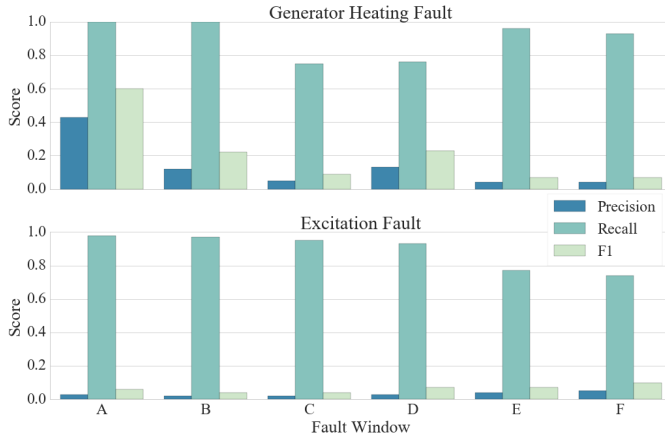 Generator Heating Fault
1.0
0.8
0.6
0.4
0.2
0.0
Score
Precision
Recall
F1
Excitation Fault
1.0
0.8
0.6
0.4
0.2
0.0
Score
A B C D E F
Fault Window